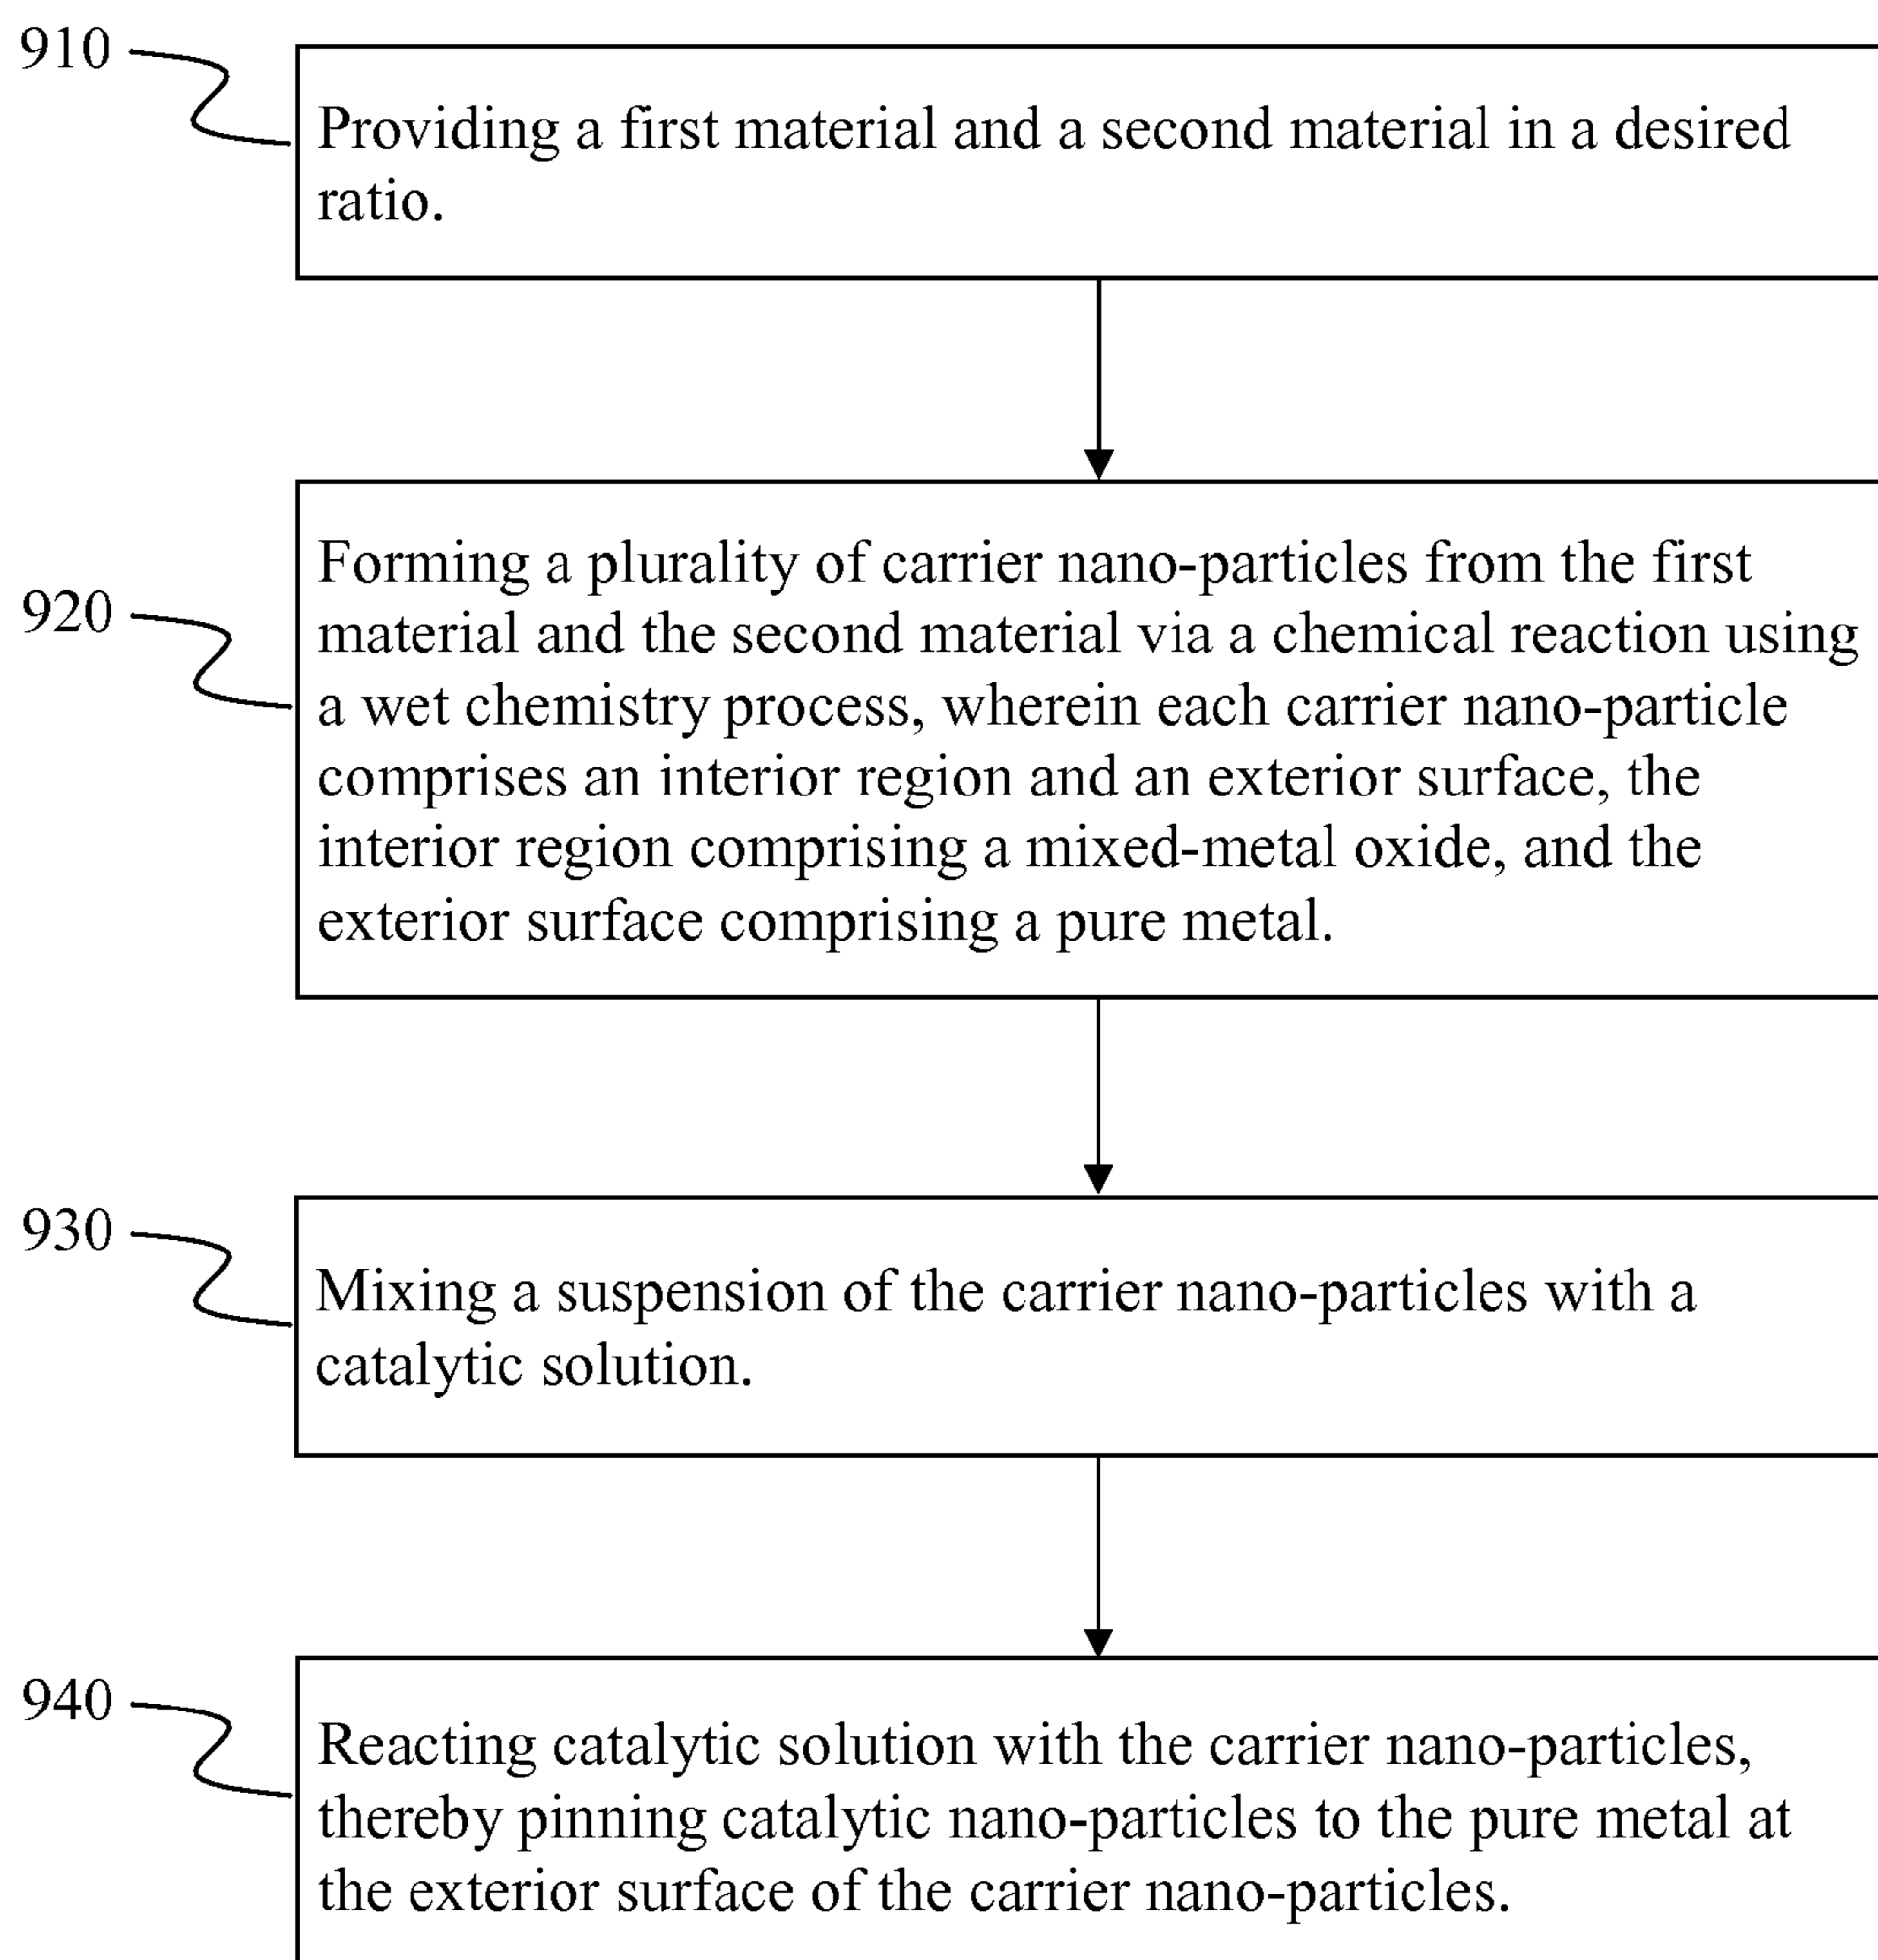 910
Providing a first material and a second material in a desired
ratio.
920
Forming a plurality of carrier nano-particles from the first
material and the second material via a chemical reaction using
a wet chemistry process, wherein each carrier nano-particle
comprises an interior region and an exterior surface, the
interior region comprising a mixed-metal oxide, and the
exterior surface comprising a pure metal.
930
Mixing a suspension of the carrier nano-particles with a
catalytic solution.
940
Reacting catalytic solution with the carrier nano-particles,
thereby pinning catalytic nano-particles to the pure metal at
the exterior surface of the carrier nano-particles.